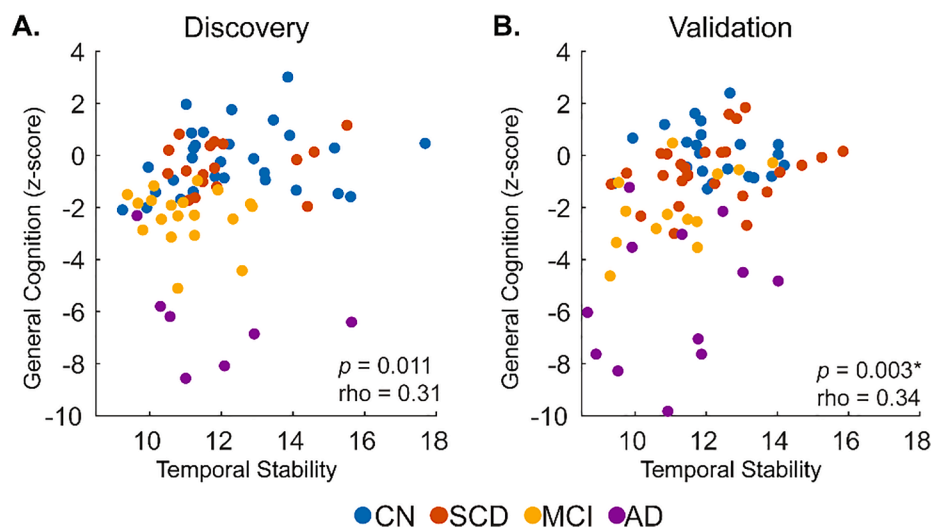 A.
Discovery
General Cognition (z-score)
4
2
0
-2
-4
-6
-8
-10
p = 0.011
rho = 0.31
10
12
14
16
18
Temporal Stability
B.
Validation
General Cognition (z-score)
4
2
0
-2
-4
-6
-8
-10
p = 0.003*
rho = 0.34
10
12
14
16
18
Temporal Stability
CN SCD MCI AD